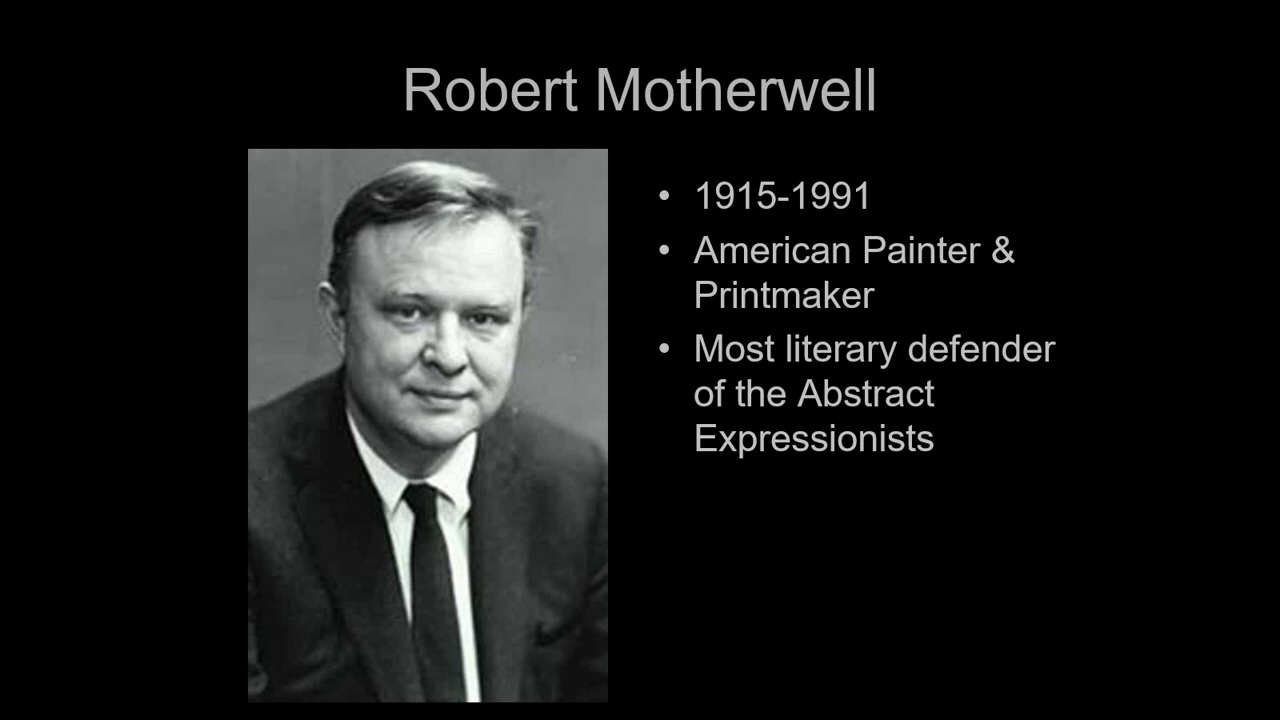 Robert Motherwell
• 1915-1991
• American Painter &
Printmaker
• Most literary defender
of the Abstract
Expressionists